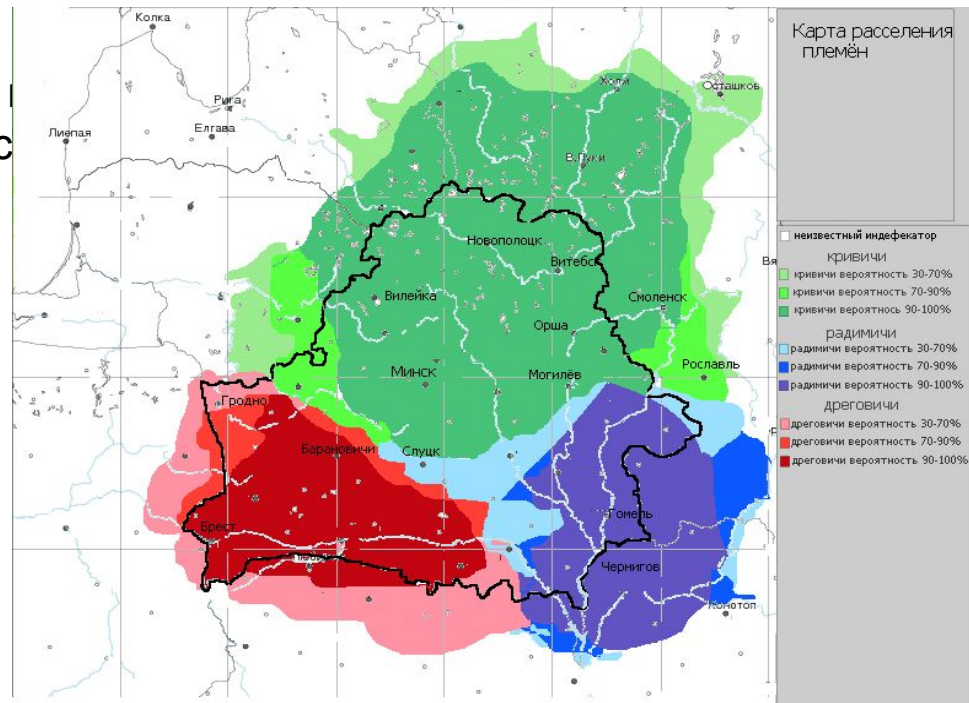 Карта расселения
племён
Колка
Рига
Елгава
Лиепая
Холм
Осташков
В.Луки
Новополоцк
Витебск
Вя
Вилейка
Смоленск
Орша
Минск
Могилёв
Рославль
Гродно
Барановичи
Слуцк
Брест
Гомель
Чернигов
Конотоп
с
неизвестный индефекатор
кривичи
кривичи вероятность 30-70%
кривичи вероятность 70-90%
кривичи вероятнось 90-100%
радимичи
радимичи вероятность 30-70%
радимичи вероятность 70-90%
радимичи вероятность 90-100%
дреговичи
дреговичи вероятность 30-70%
дреговичи вероятность 70-90%
дреговичи вероятность 90-100%